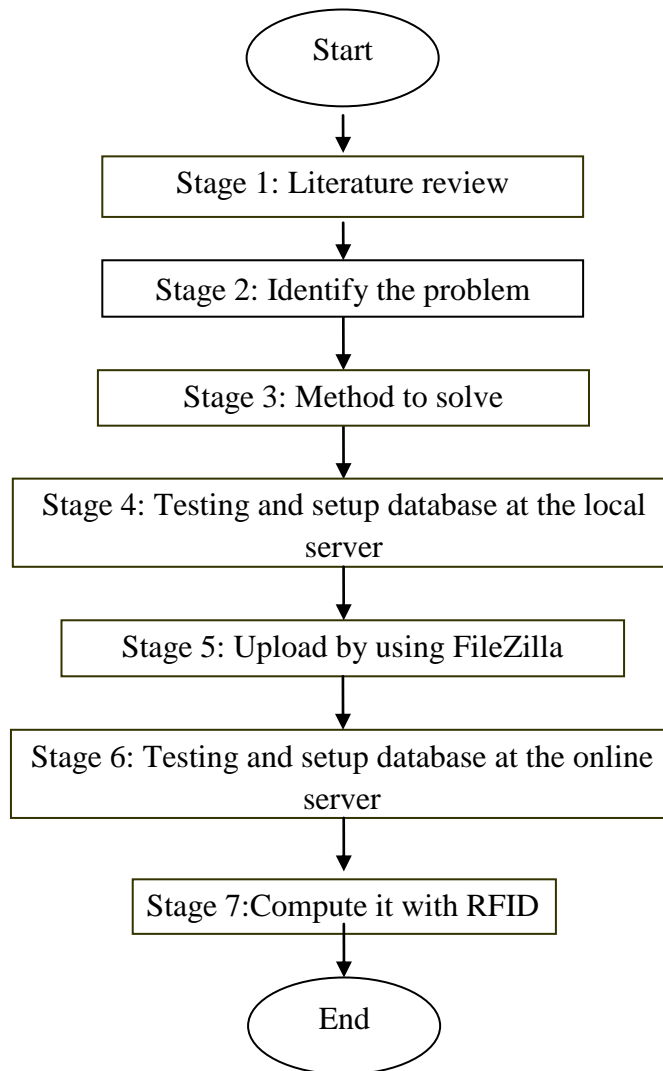 Start
Stage 1: Literature review
Stage 2: Identify the problem
Stage 3: Method to solve
Stage 4: Testing and setup database at the local
server
Stage 5: Upload by using FileZilla
Stage 6: Testing and setup database at the online
server
Stage 7:Compute it with RFID
End